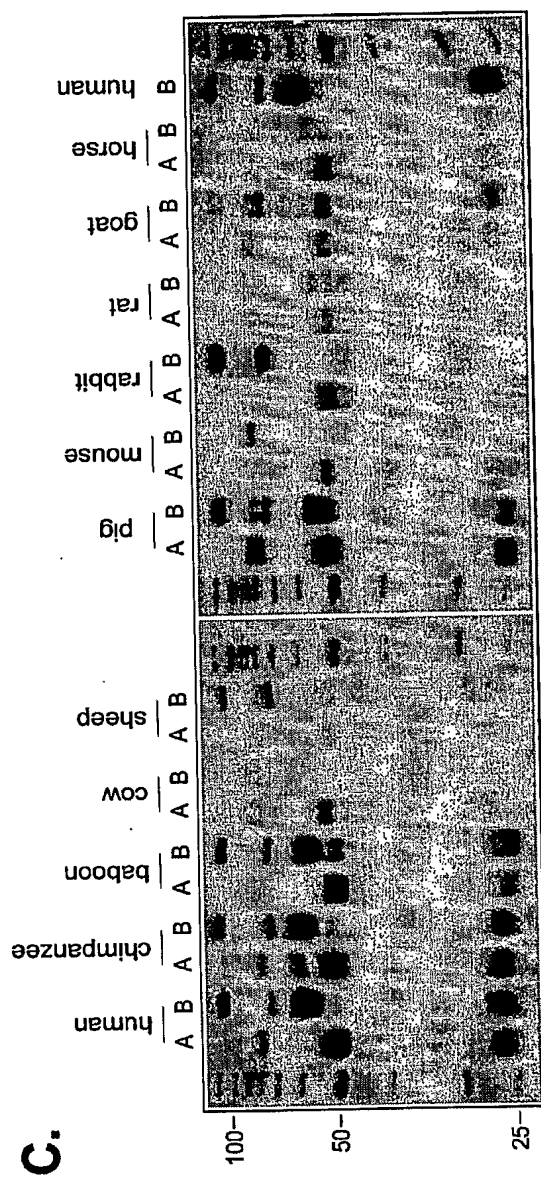 C.
human
A B
chimpanzee
A B
baboon
A B
cow
A B
sheep
A B
pig
A B
mouse
A B
rabbit
A B
rat
A B
goat
A B
horse
A B
human
B
100–
50–
25–